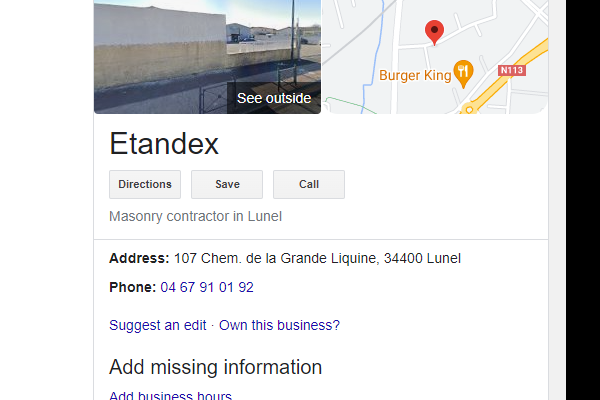 See outside
Burger King
N113
Etandex
Directions
Save
Call
Masonry contractor in Lunel
Address: 107 Chem. de la Grande Liquine, 34400 Lunel
Phone: 04 67 91 01 92
Suggest an edit · Own this business?
Add missing information
Add business hours